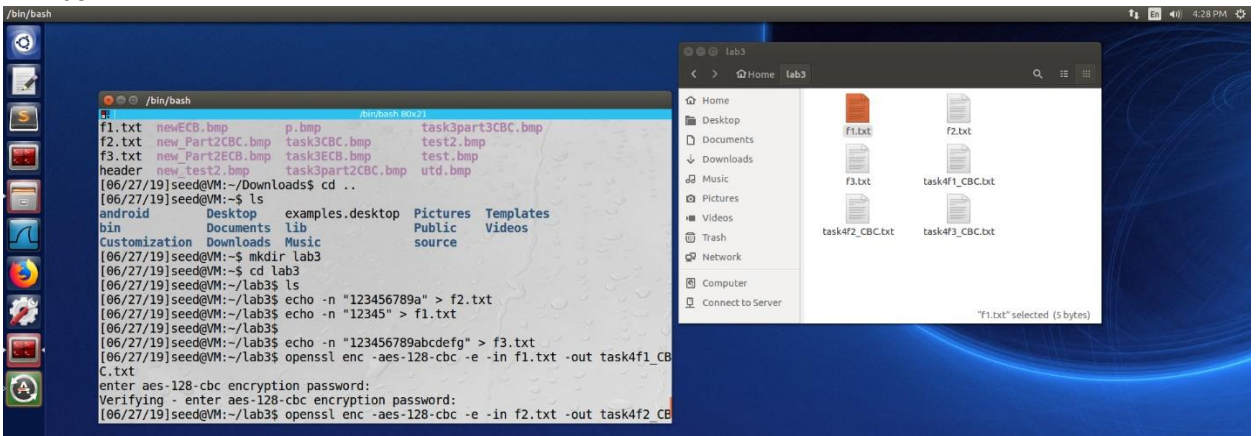 /bin/bash
En
4:28 PM
/bin/bash
/bin/bash 80x21
f1.txt newECB.bmp p.bmp task3part3CBC.bmp
f2.txt new_Part2CBC.bmp task3CBC.bmp test2.bmp
f3.txt new_Part2ECB.bmp task3ECB.bmp test.bmp
header new_test2.bmp task3part2CBC.bmp utd.bmp
[06/27/19]seed@VM:~/Downloads$ cd ..
[06/27/19]seed@VM:~$ ls
android Desktop examples.desktop Pictures Templates
bin Documents lib Public Videos
Customization Downloads Music source
[06/27/19]seed@VM:~$ mkdir lab3
[06/27/19]seed@VM:~$ cd lab3
[06/27/19]seed@VM:~/lab3$ ls
[06/27/19]seed@VM:~/lab3$ echo -n "123456789a" > f2.txt
[06/27/19]seed@VM:~/lab3$ echo -n "12345" > f1.txt
[06/27/19]seed@VM:~/lab3$
[06/27/19]seed@VM:~/lab3$ echo -n "123456789abcdefg" > f3.txt
[06/27/19]seed@VM:~/lab3$ openssl enc -aes-128-cbc -e -in f1.txt -out task4f1_CB
C.txt
enter aes-128-cbc encryption password:
Verifying - enter aes-128-cbc encryption password:
[06/27/19]seed@VM:~/lab3$ openssl enc -aes-128-cbc -e -in f2.txt -out task4f2_CB
lab3
Home lab3
Home
Desktop
Documents
Downloads
Music
Pictures
Videos
Trash
Network
Computer
Connect to Server
f1.txt f2.txt
f3.txt task4f1_CBC.txt
task4f2_CBC.txt task4f3_CBC.txt
"f1.txt" selected (5 bytes)